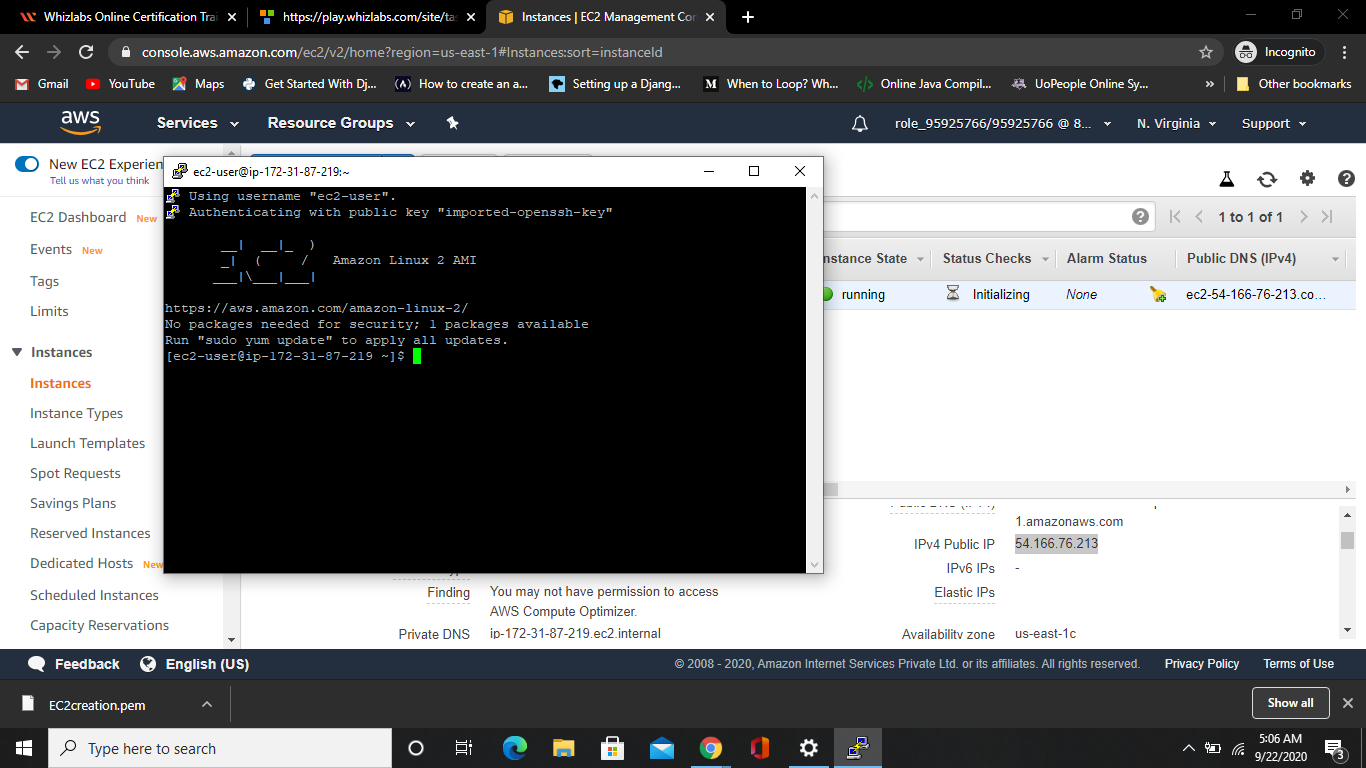 Whizlabs Online Certification Trai
https://play.whizlabs.com/site/tas
Instances | EC2 Management Con
console.aws.amazon.com/ec2/v2/home?region=us-east-1#Instances:sort=instanceId
Incognito
Gmail
YouTube
Maps
Get Started With Dj...
How to create an a...
Setting up a Djang...
When to Loop? Wh...
Online Java Compil...
UoPeople Online Sy...
»
Other bookmarks
aws
Services
Resource Groups
role_95925766/95925766 @ 8...
N. Virginia
Support
New EC2 Experien
Tell us what you think
EC2 Dashboard New
Events New
Tags
Limits
Instances
Instances
Instance Types
Launch Templates
Spot Requests
Savings Plans
Reserved Instances
Dedicated Hosts New
Scheduled Instances
Capacity Reservations
ec2-user@ip-172-31-87-219:~
Using username "ec2-user".
Authenticating with public key "imported-openssh-key"
__|  __|_  )
_|  (     /   Amazon Linux 2 AMI
___|\___|___|
https://aws.amazon.com/amazon-linux-2/
No packages needed for security; 1 packages available
Run "sudo yum update" to apply all updates.
[ec2-user@ip-172-31-87-219 ~]$
1 to 1 of 1
nstance State
Status Checks
Alarm Status
Public DNS (IPv4)
running
Initializing
None
ec2-54-166-76-213.co...
1.amazonaws.com
IPv4 Public IP
54.166.76.213
IPv6 IPs
-
Elastic IPs
Finding
You may not have permission to access
AWS Compute Optimizer.
Private DNS
ip-172-31-87-219.ec2.internal
Availability zone
us-east-1c
Feedback
English (US)
© 2008 - 2020, Amazon Internet Services Private Ltd. or its affiliates. All rights reserved.
Privacy Policy
Terms of Use
EC2creation.pem
Show all
Type here to search
5:06 AM
9/22/2020
3